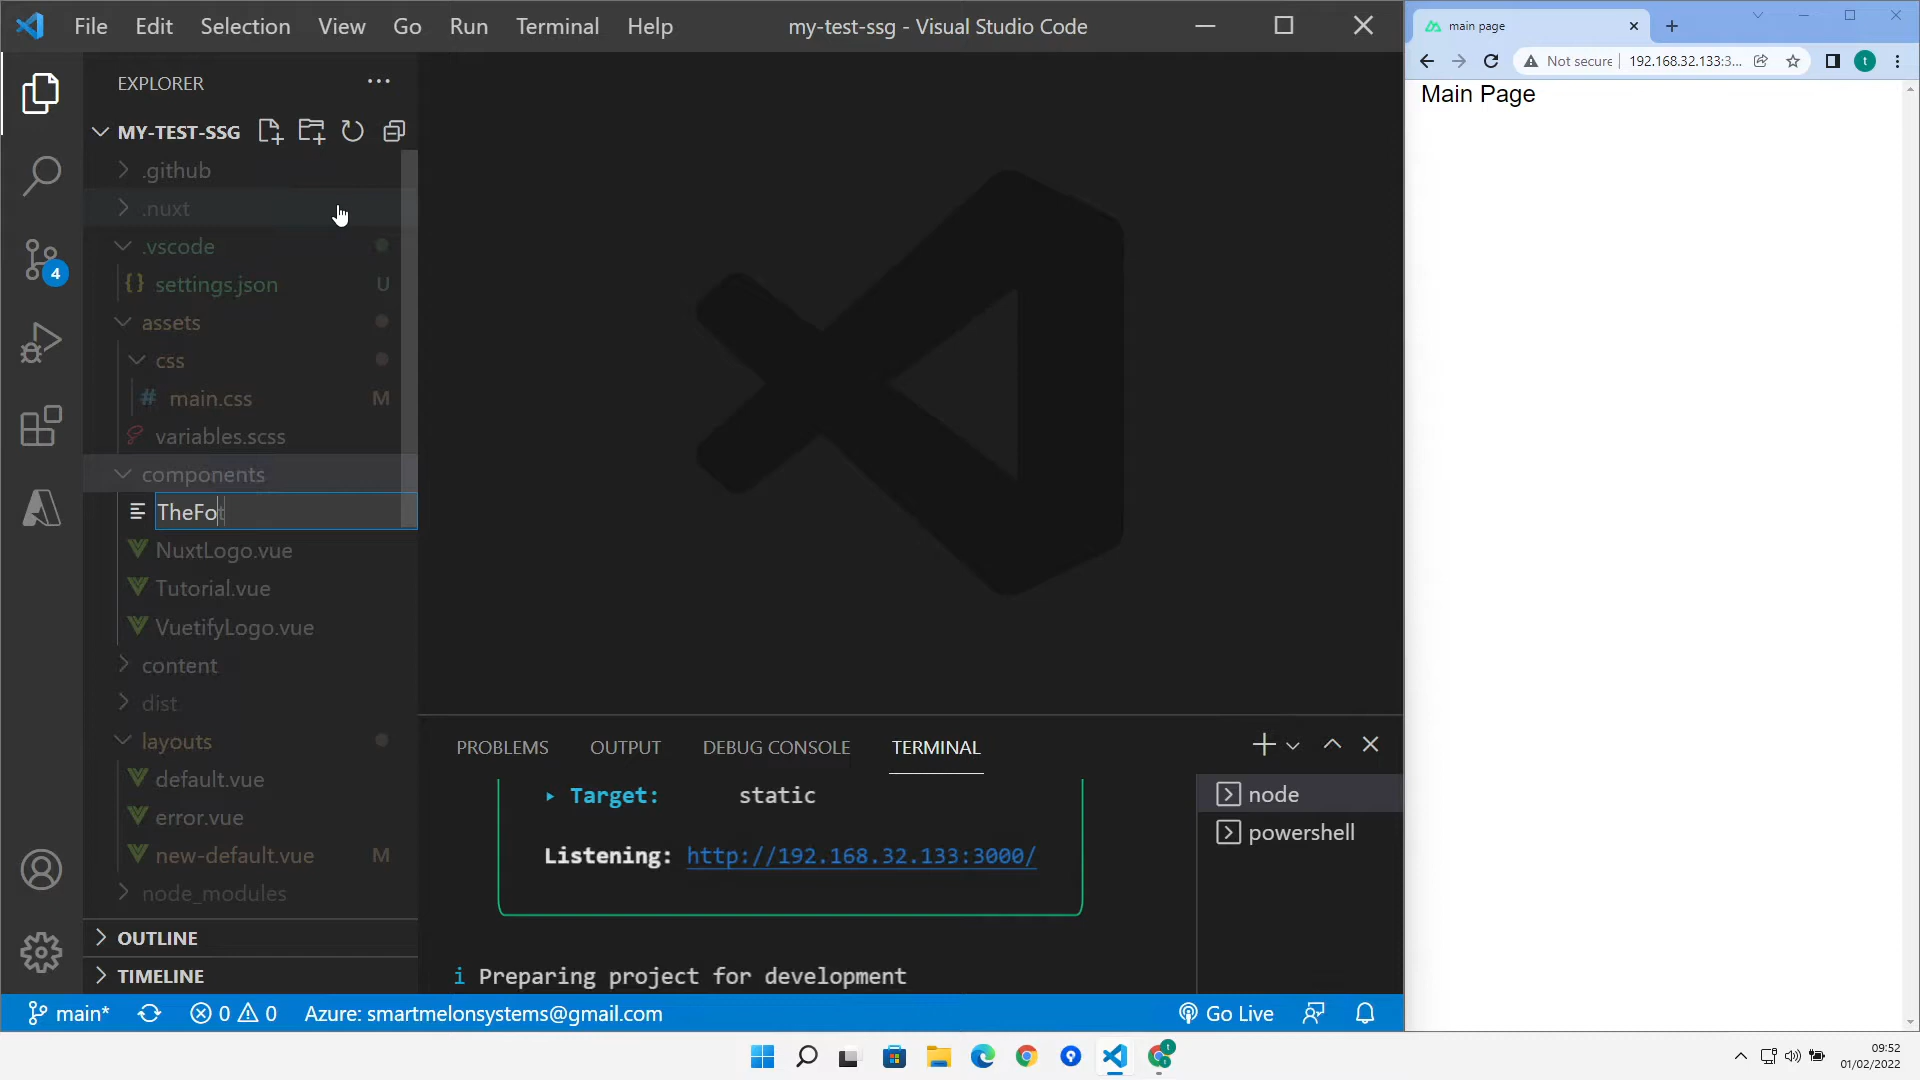 File Edit Selection View Go Run Terminal Help
my-test-ssg - Visual Studio Code
EXPLORER
MY-TEST-SSG
.github
.nuxt
.vscode
{} settings.json U
assets
css
# main.css M
variables.scss
components
TheFot
NuxtLogo.vue
Tutorial.vue
VuetifyLogo.vue
content
dist
layouts
default.vue
error.vue
new-default.vue M
node_modules
OUTLINE
TIMELINE
4
PROBLEMS OUTPUT DEBUG CONSOLE TERMINAL
Target: static
Listening: http://192.168.32.133:3000/
i Preparing project for development
node
powershell
main* 0 0 Azure: smartmelonsystems@gmail.com Go Live
main page
Not secure 192.168.32.133:3... t
Main Page
09:52
01/02/2022